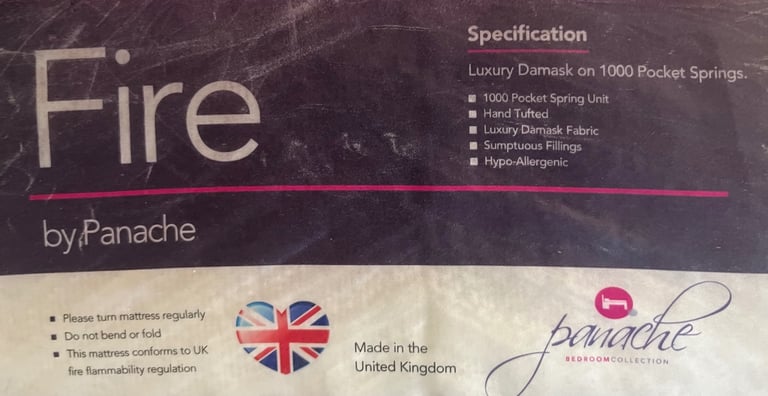 Fire
by Panache
Specification
Luxury Damask on 1000 Pocket Springs.
1000 Pocket Spring Unit
Hand Tufted
Luxury Damask Fabric
Sumptuous Fillings
Hypo-Allergenic
Please turn mattress regularly
Do not bend or fold
This mattress conforms to UK
fire flammability regulation
Made in the
United Kingdom
panache
BEDROOMCOLLECTION